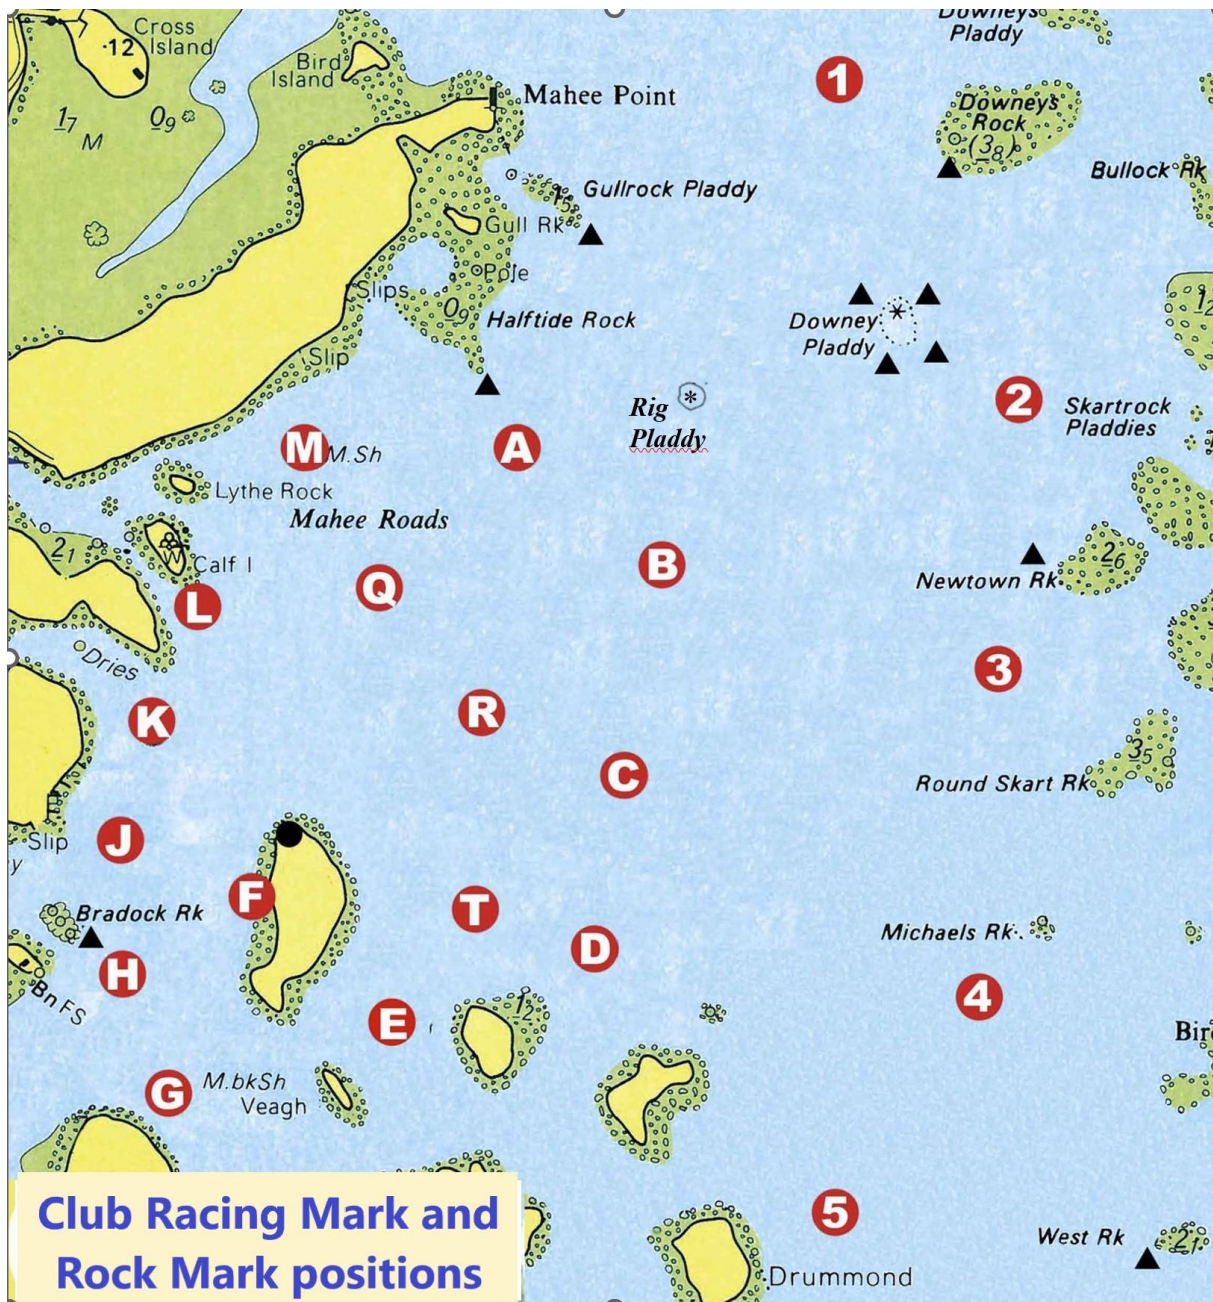 Downeys
Pladdy
Cross
Island
·12
Bird
Island
Mahee Point
1
Downey's
Rock
(3₈)
1₇
M
0₉
Bullock Rk
Gullrock Pladdy
1₅
Gull Rk
Pole
Slips
0₉
Halftide Rock
1₂
Downey
Pladdy
Slip
Rig
Pladdy
2
Skartrock
Pladdies
M
M.Sh
A
Lythe Rock
Mahee Roads
2₁
W
Calf I
B
2₆
Newtown Rk
Q
L
Dries
3
K
R
C
3₅
Round Skart Rk
J
Slip
y
F
T
Bradock Rk
Michaels Rk
D
H
Bn FS
4
E
1₂
Bir
G
M.bkSh
Veagh
Club Racing Mark and
Rock Mark positions
5
West Rk
2₁
Drummond